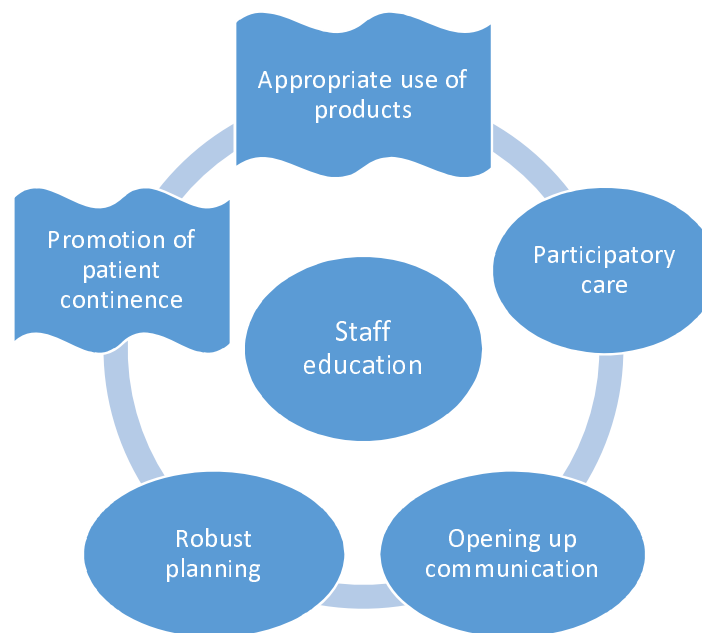 Appropriate use of
products
Promotion of
patient
continence
Participatory
care
Staff
education
Robust
planning
Opening up
communication